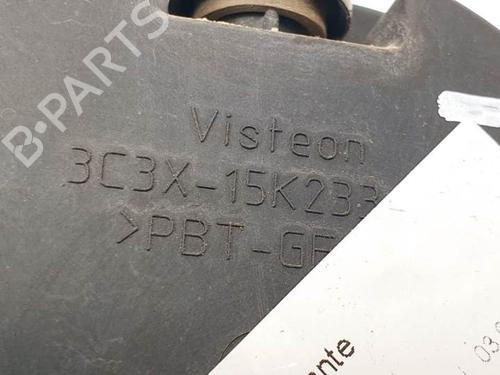 B-PARTS
Visteon
3C3X-15K233
>PBT-GF